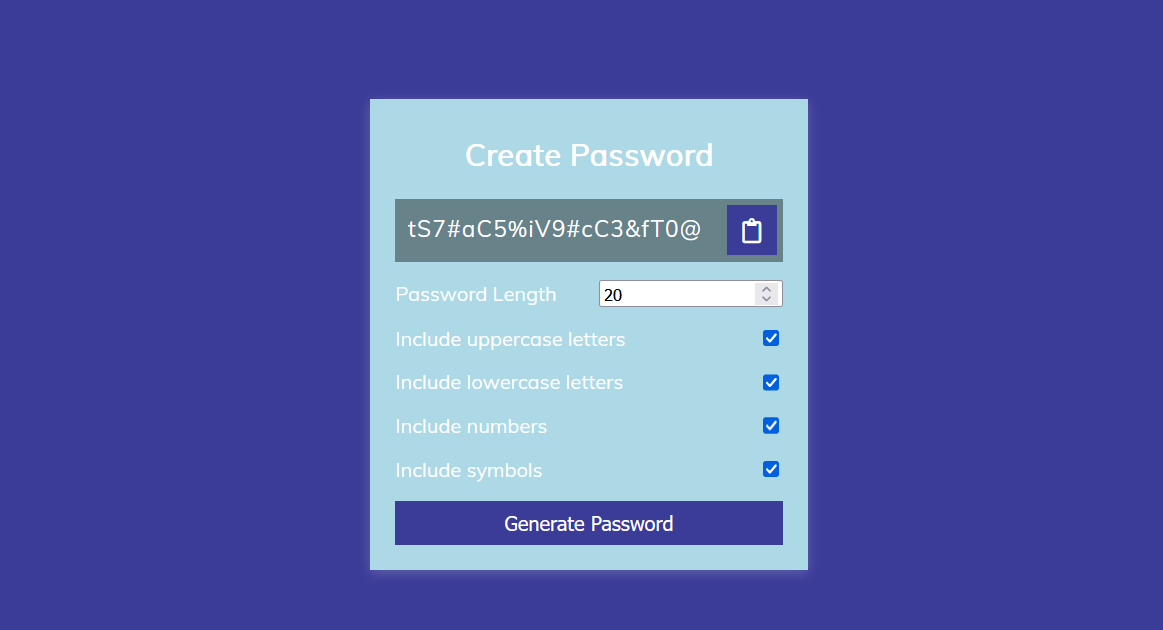 Create Password
tS7#aC5%iV9#cC3&fT0@
Password Length 20
Include uppercase letters
Include lowercase letters
Include numbers
Include symbols
Generate Password